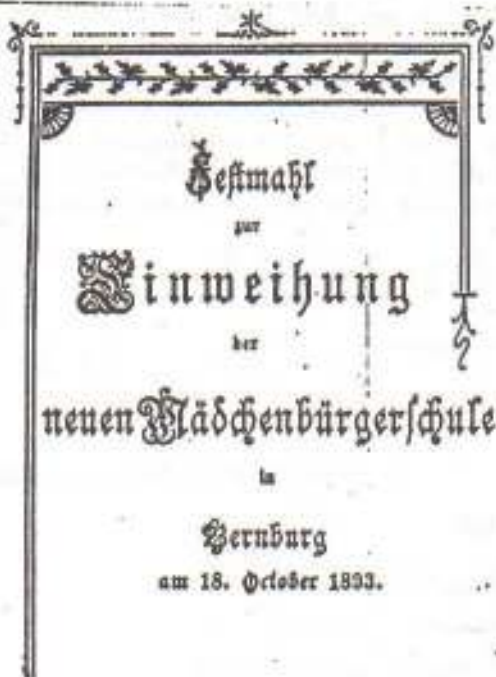 Festmahl
zur
Einweihung
der
neuen Mädchenbürgerschule
in
Bernburg
am 18. October 1893.